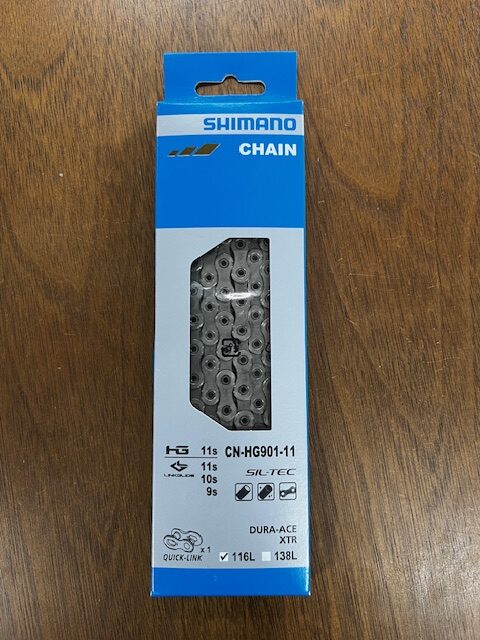 SHIMANO
CHAIN
HG 11s CN-HG901-11
LINKGLIDE 11s SIL-TEC
10s
9s
DURA-ACE
XTR
x 1
QUICK-LINK 116L 138L